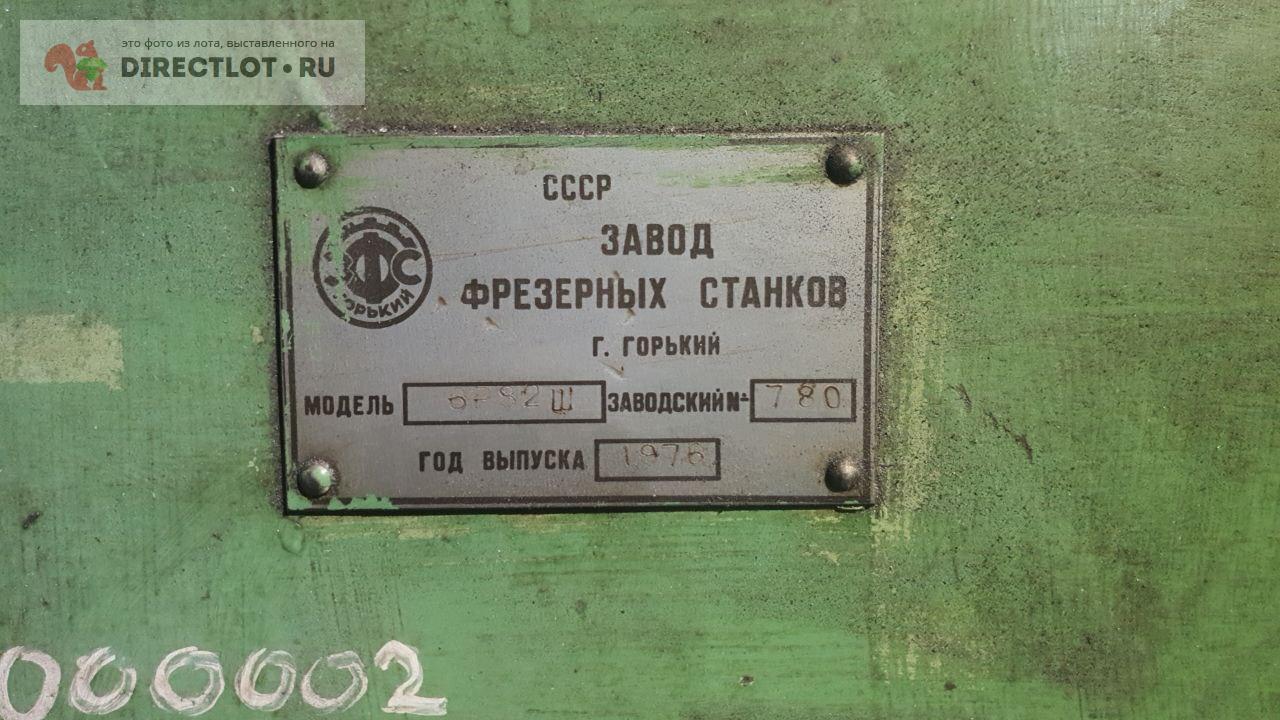 это фото из лота, выставленного на
DIRECTLOT.RU
СССР
ЗАВОД
ФРЕЗЕРНЫХ СТАНКОВ
Г. ГОРЬКИЙ
ЗФС
ГОРЬКИЙ
МОДЕЛЬ 6Р82Ш ЗАВОДСКИЙ № 780
ГОД ВЫПУСКА 1976
000002